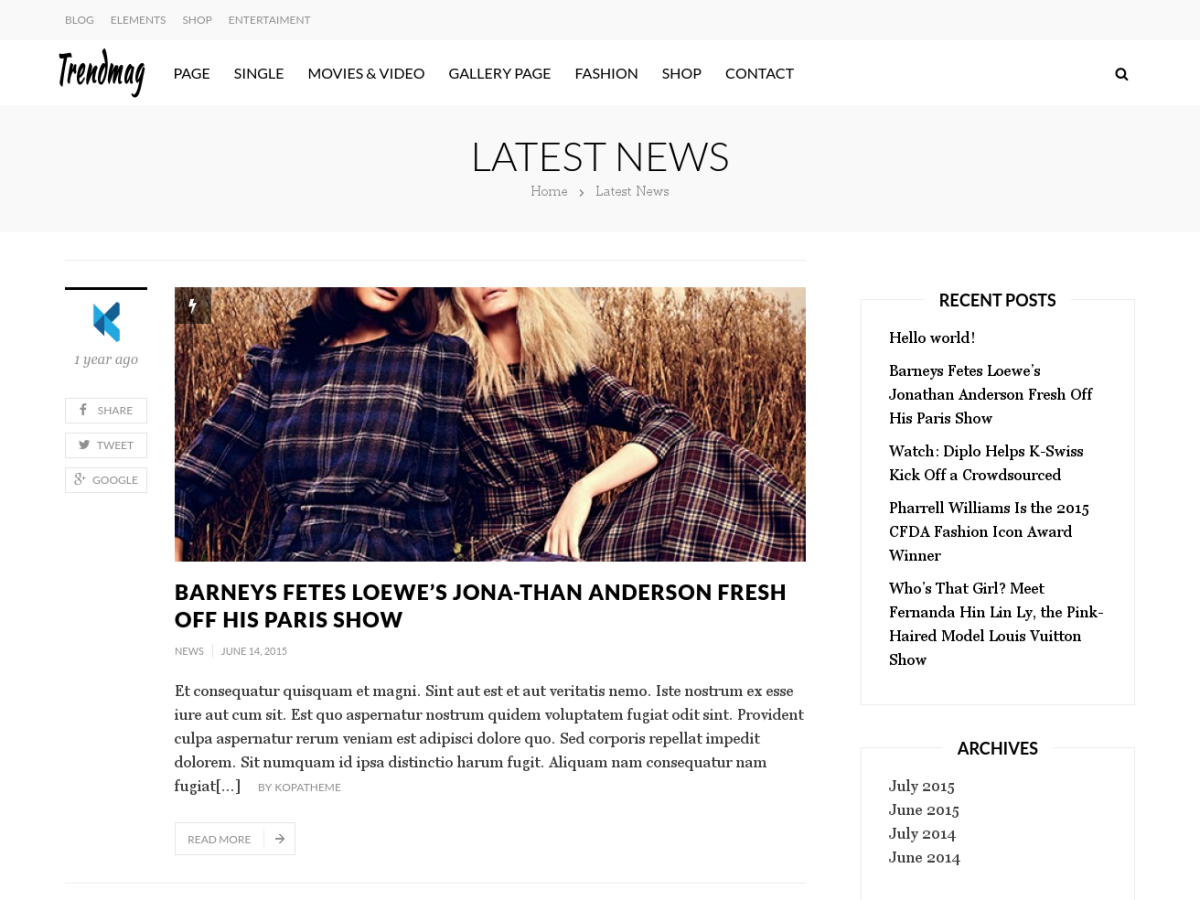 BLOG ELEMENTS SHOP ENTERTAIMENT
Trendmag PAGE SINGLE MOVIES & VIDEO GALLERY PAGE FASHION SHOP CONTACT
LATEST NEWS
Home › Latest News
1 year ago
SHARE
TWEET
GOOGLE
BARNEYS FETES LOEWE’S JONA-THAN ANDERSON FRESH
OFF HIS PARIS SHOW
NEWS JUNE 14, 2015
Et consequatur quisquam et magni. Sint aut est et aut veritatis nemo. Iste nostrum ex esse
iure aut cum sit. Est quo aspernatur nostrum quidem voluptatem fugiat odit sint. Provident
culpa aspernatur rerum veniam est adipisci dolore quo. Sed corporis repellat impedit
dolorem. Sit numquam id ipsa distinctio harum fugit. Aliquam nam consequatur nam
fugiat[...] BY KOPATHEME
READ MORE
RECENT POSTS
Hello world!
Barneys Fetes Loewe’s
Jonathan Anderson Fresh Off
His Paris Show
Watch: Diplo Helps K-Swiss
Kick Off a Crowdsourced
Pharrell Williams Is the 2015
CFDA Fashion Icon Award
Winner
Who’s That Girl? Meet
Fernanda Hin Lin Ly, the Pink-
Haired Model Louis Vuitton
Show
ARCHIVES
July 2015
June 2015
July 2014
June 2014